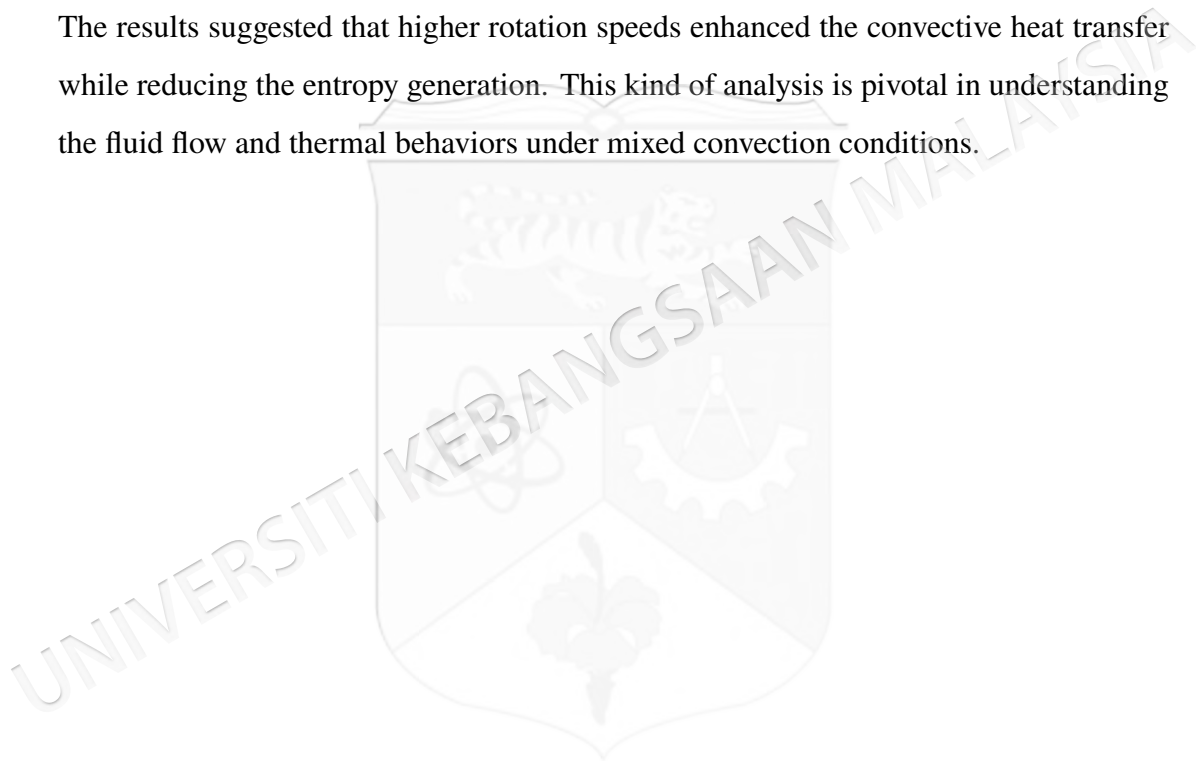 The results suggested that higher rotation speeds enhanced the convective heat transfer
while reducing the entropy generation. This kind of analysis is pivotal in understanding
the fluid flow and thermal behaviors under mixed convection conditions.
UNIVERSITI KEBANGSAAN MALAYSIA